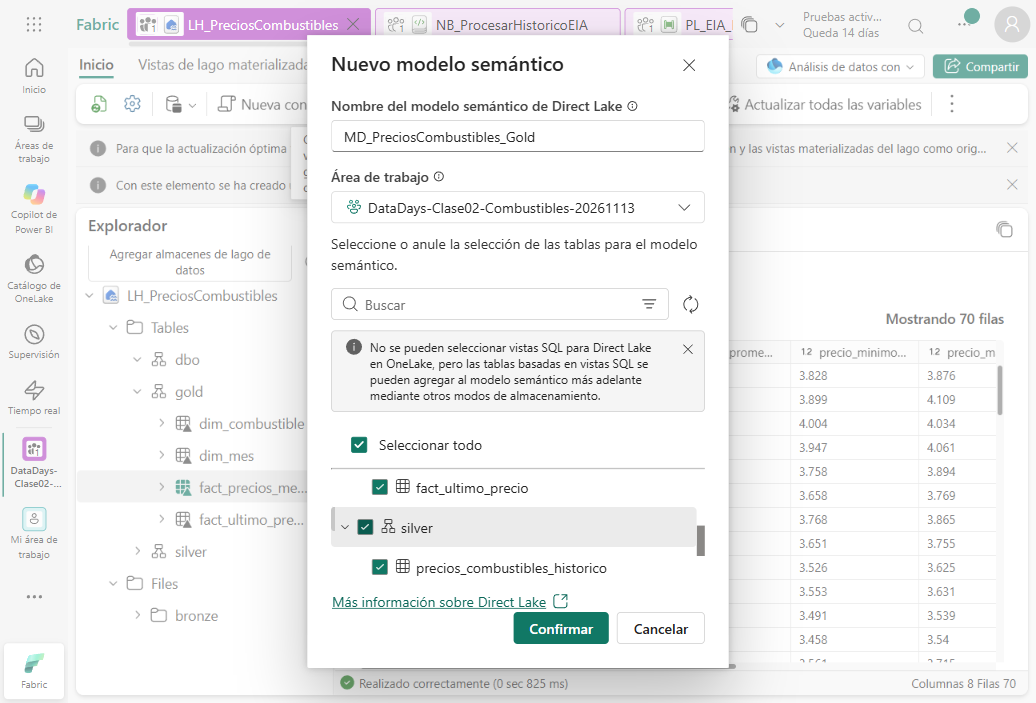 Fabric
LH_PreciosCombustibles
NB_ProcesarHistoricoEIA
PL_EIA_
Pruebas activ...
Queda 14 días
Inicio
Áreas de
trabajo
Copilot de
Power BI
Catálogo de
OneLake
Supervisión
Tiempo real
DataDays-
Clase02-...
Mi área de
trabajo
Fabric
Inicio
Vistas de lago materializada
Análisis de datos con
Compartir
Nueva con
Actualizar todas las variables
Para que la actualización óptima
n y las vistas materializadas del lago como orig...
Con este elemento se ha creado
Explorador
Agregar almacenes de lago de
datos
LH_PreciosCombustibles
Tables
dbo
gold
dim_combustible
dim_mes
fact_precios_me...
fact_ultimo_pre...
silver
Files
bronze
Nuevo modelo semántico
Nombre del modelo semántico de Direct Lake
MD_PreciosCombustibles_Gold
Área de trabajo
DataDays-Clase02-Combustibles-20261113
Seleccione o anule la selección de las tablas para el modelo
semántico.
Buscar
No se pueden seleccionar vistas SQL para Direct Lake
en OneLake, pero las tablas basadas en vistas SQL se
pueden agregar al modelo semántico más adelante
mediante otros modos de almacenamiento.
Seleccionar todo
fact_ultimo_precio
silver
precios_combustibles_historico
Más información sobre Direct Lake
Confirmar
Cancelar
Mostrando 70 filas
prome... 12 precio_minimo... 12 precio_m
3.828 3.876
3.899 4.109
4.004 4.034
3.947 4.061
3.758 3.894
3.658 3.769
3.768 3.865
3.651 3.755
3.526 3.625
3.553 3.631
3.491 3.539
3.458 3.54
3.561 3.715
Realizado correctamente (0 sec 825 ms)
Columnas 8 Filas 70